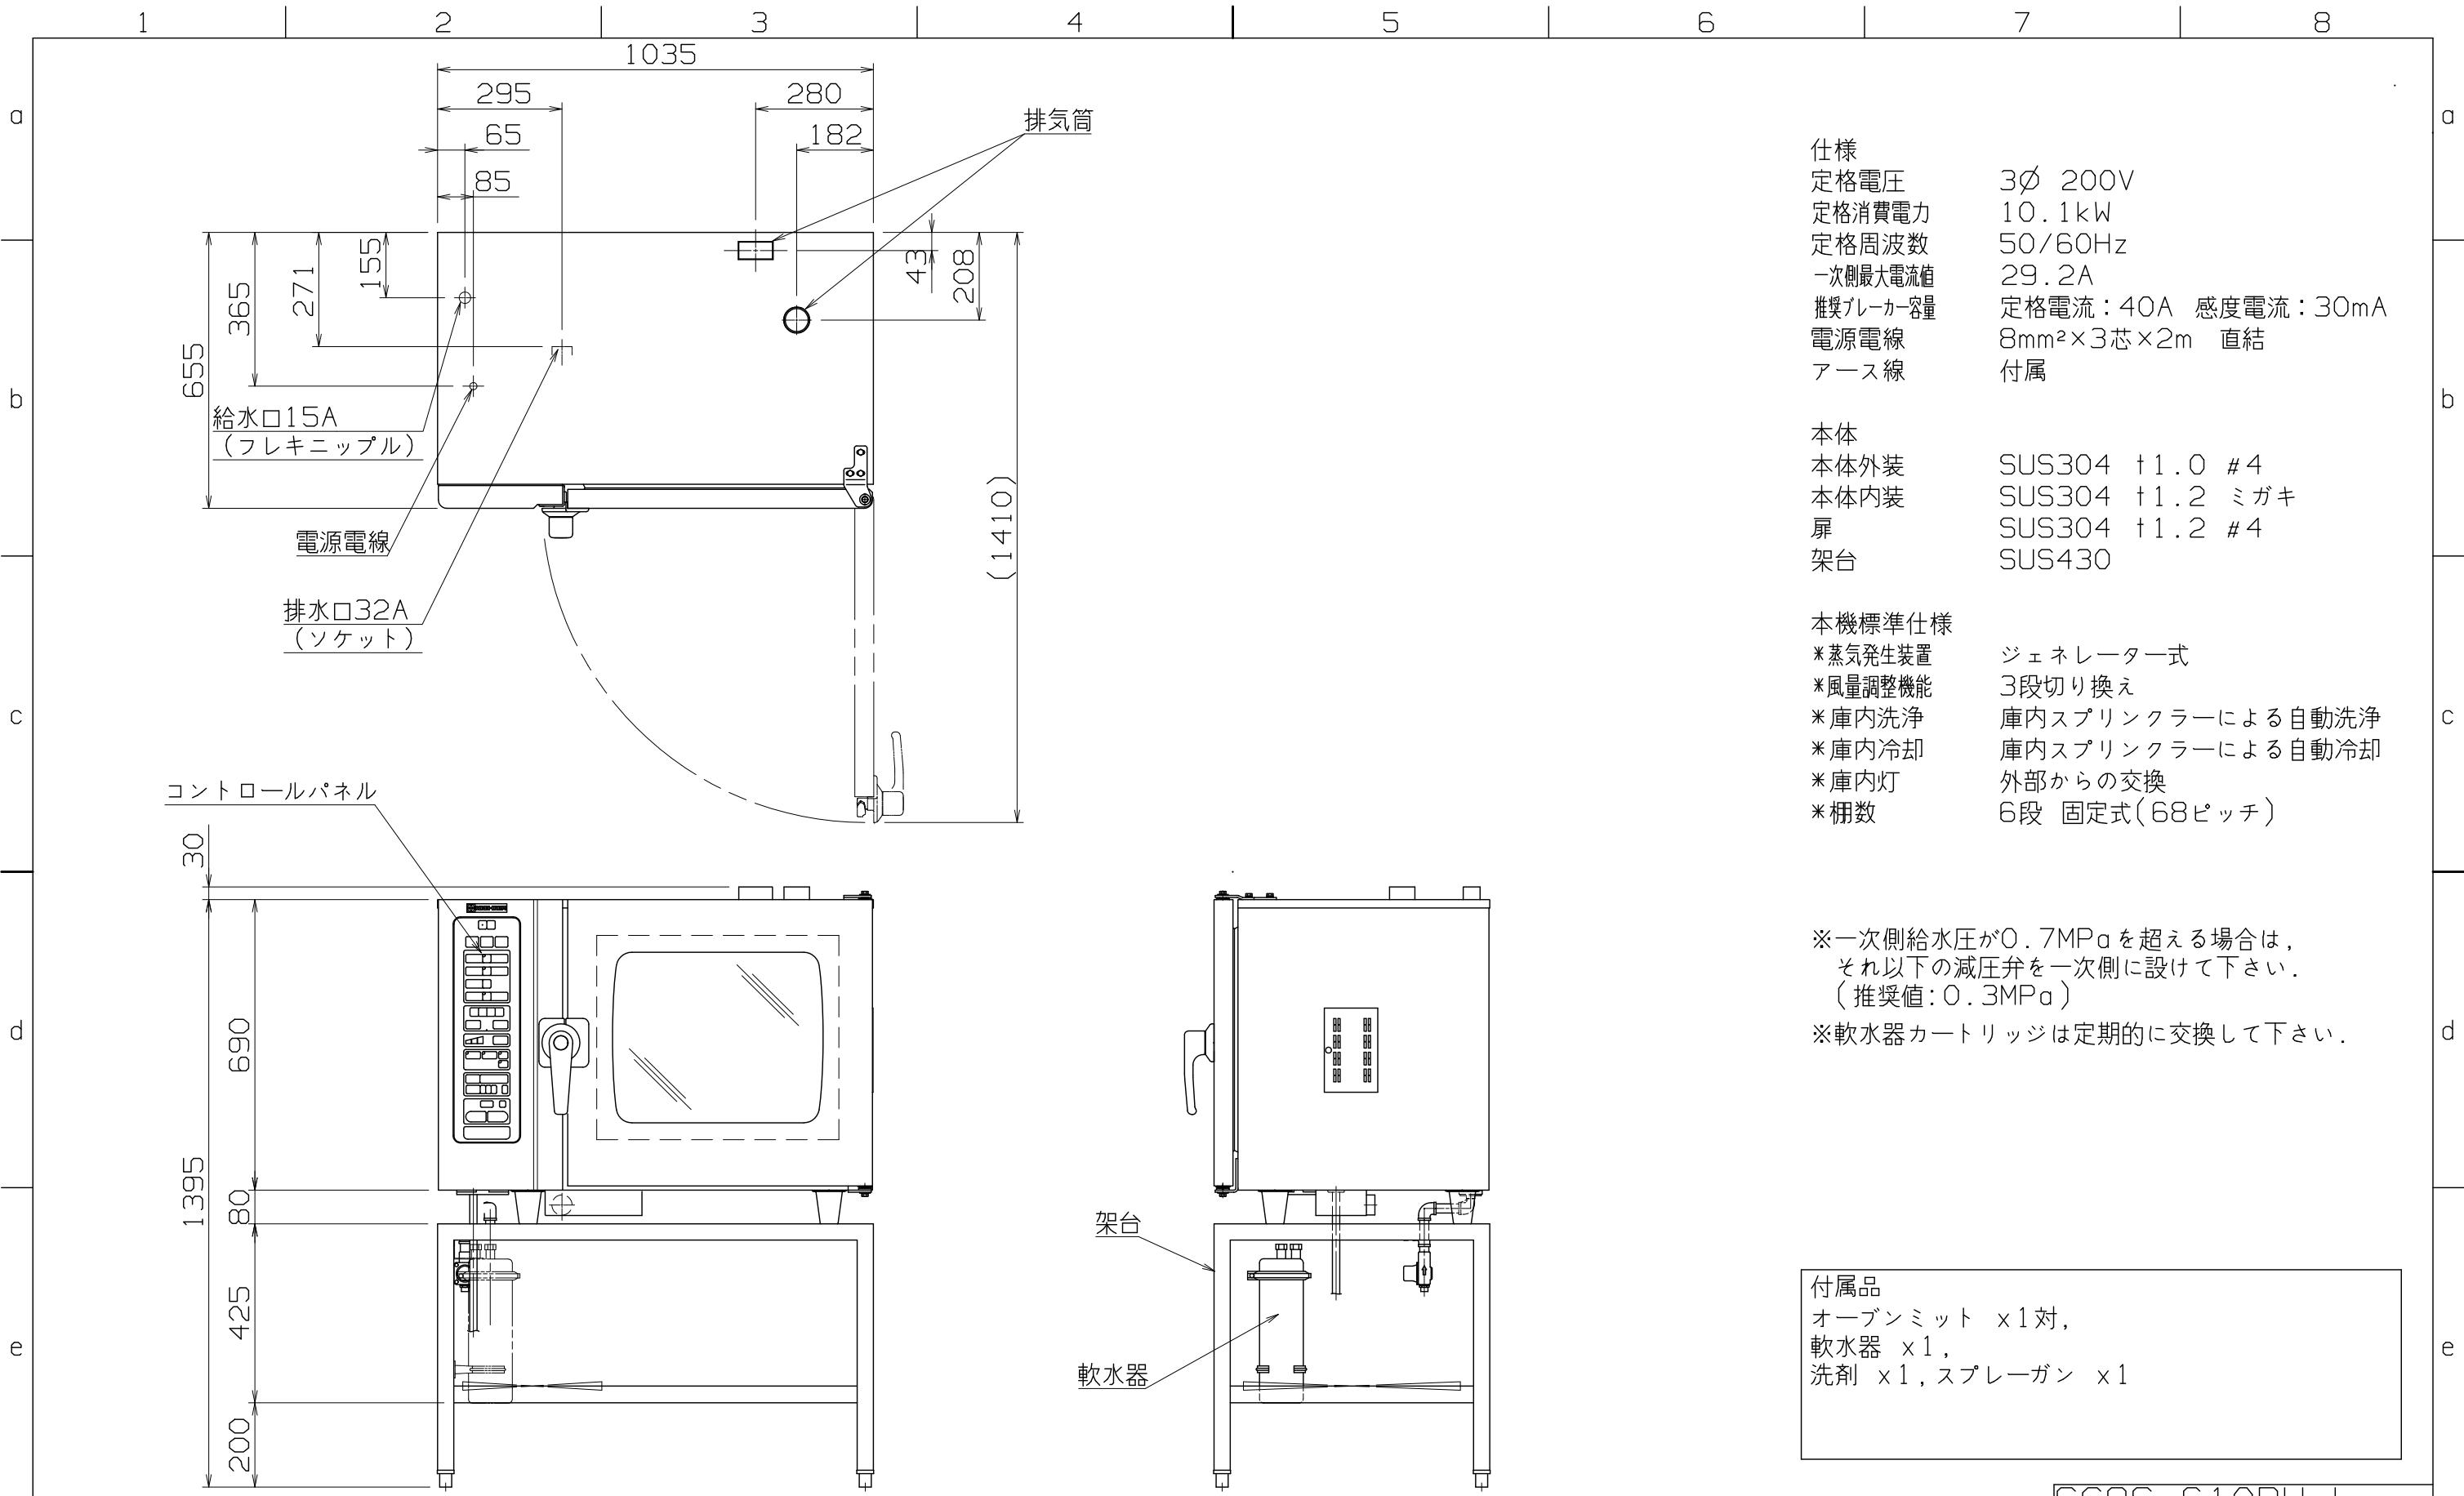 1 2 3 4 5 6 7 8
a a
b b
c c
d d
e e
1035
295
280
65
182
85
排気筒
655
365
271
155
43
208
(1410)
給水口15A
(フレキニップル)
電源電線
排水口32A
(ソケット)
コントロールパネル
30
690
1395
80
425
200
架台
軟水器
仕様
定格電圧 3Ø 200V
定格消費電力 10.1kW
定格周波数 50/60Hz
一次側最大電流値 29.2A
推奨ブレーカー容量 定格電流:40A 感度電流:30mA
電源電線 8mm²×3芯×2m 直結
アース線 付属
本体
本体外装 SUS304 t1.0 #4
本体内装 SUS304 t1.2 ミガキ
扉 SUS304 t1.2 #4
架台 SUS430
本機標準仕様
*蒸気発生装置 ジェネレーター式
*風量調整機能 3段切り換え
*庫内洗浄 庫内スプリンクラーによる自動洗浄
*庫内冷却 庫内スプリンクラーによる自動冷却
*庫内灯 外部からの交換
*棚数 6段 固定式(68ピッチ)
※一次側給水圧が0.7MPaを超える場合は,
それ以下の減圧弁を一次側に設けて下さい.
(推奨値:0.3MPa)
※軟水器カートリッジは定期的に交換して下さい.
付属品
オーブンミット x1対,
軟水器 x1,
洗剤 x1,スプレーガン x1